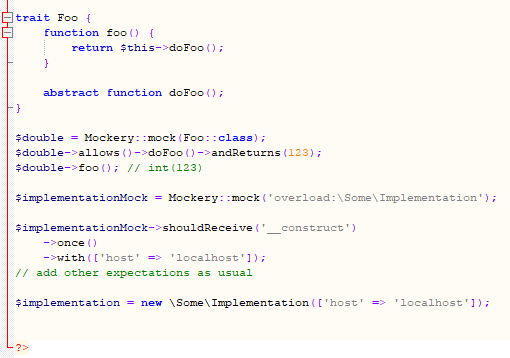 trait Foo {
    function foo() {
        return $this->doFoo();
    }

    abstract function doFoo();
}

$double = Mockery::mock(Foo::class);
$double->allows()->doFoo()->andReturns(123);
$double->foo(); // int(123)

$implementationMock = Mockery::mock('overload:\Some\Implementation');

$implementationMock->shouldReceive('__construct')
    ->once()
    ->with(['host' => 'localhost']);
// add other expectations as usual

$implementation = new \Some\Implementation(['host' => 'localhost']);

?>